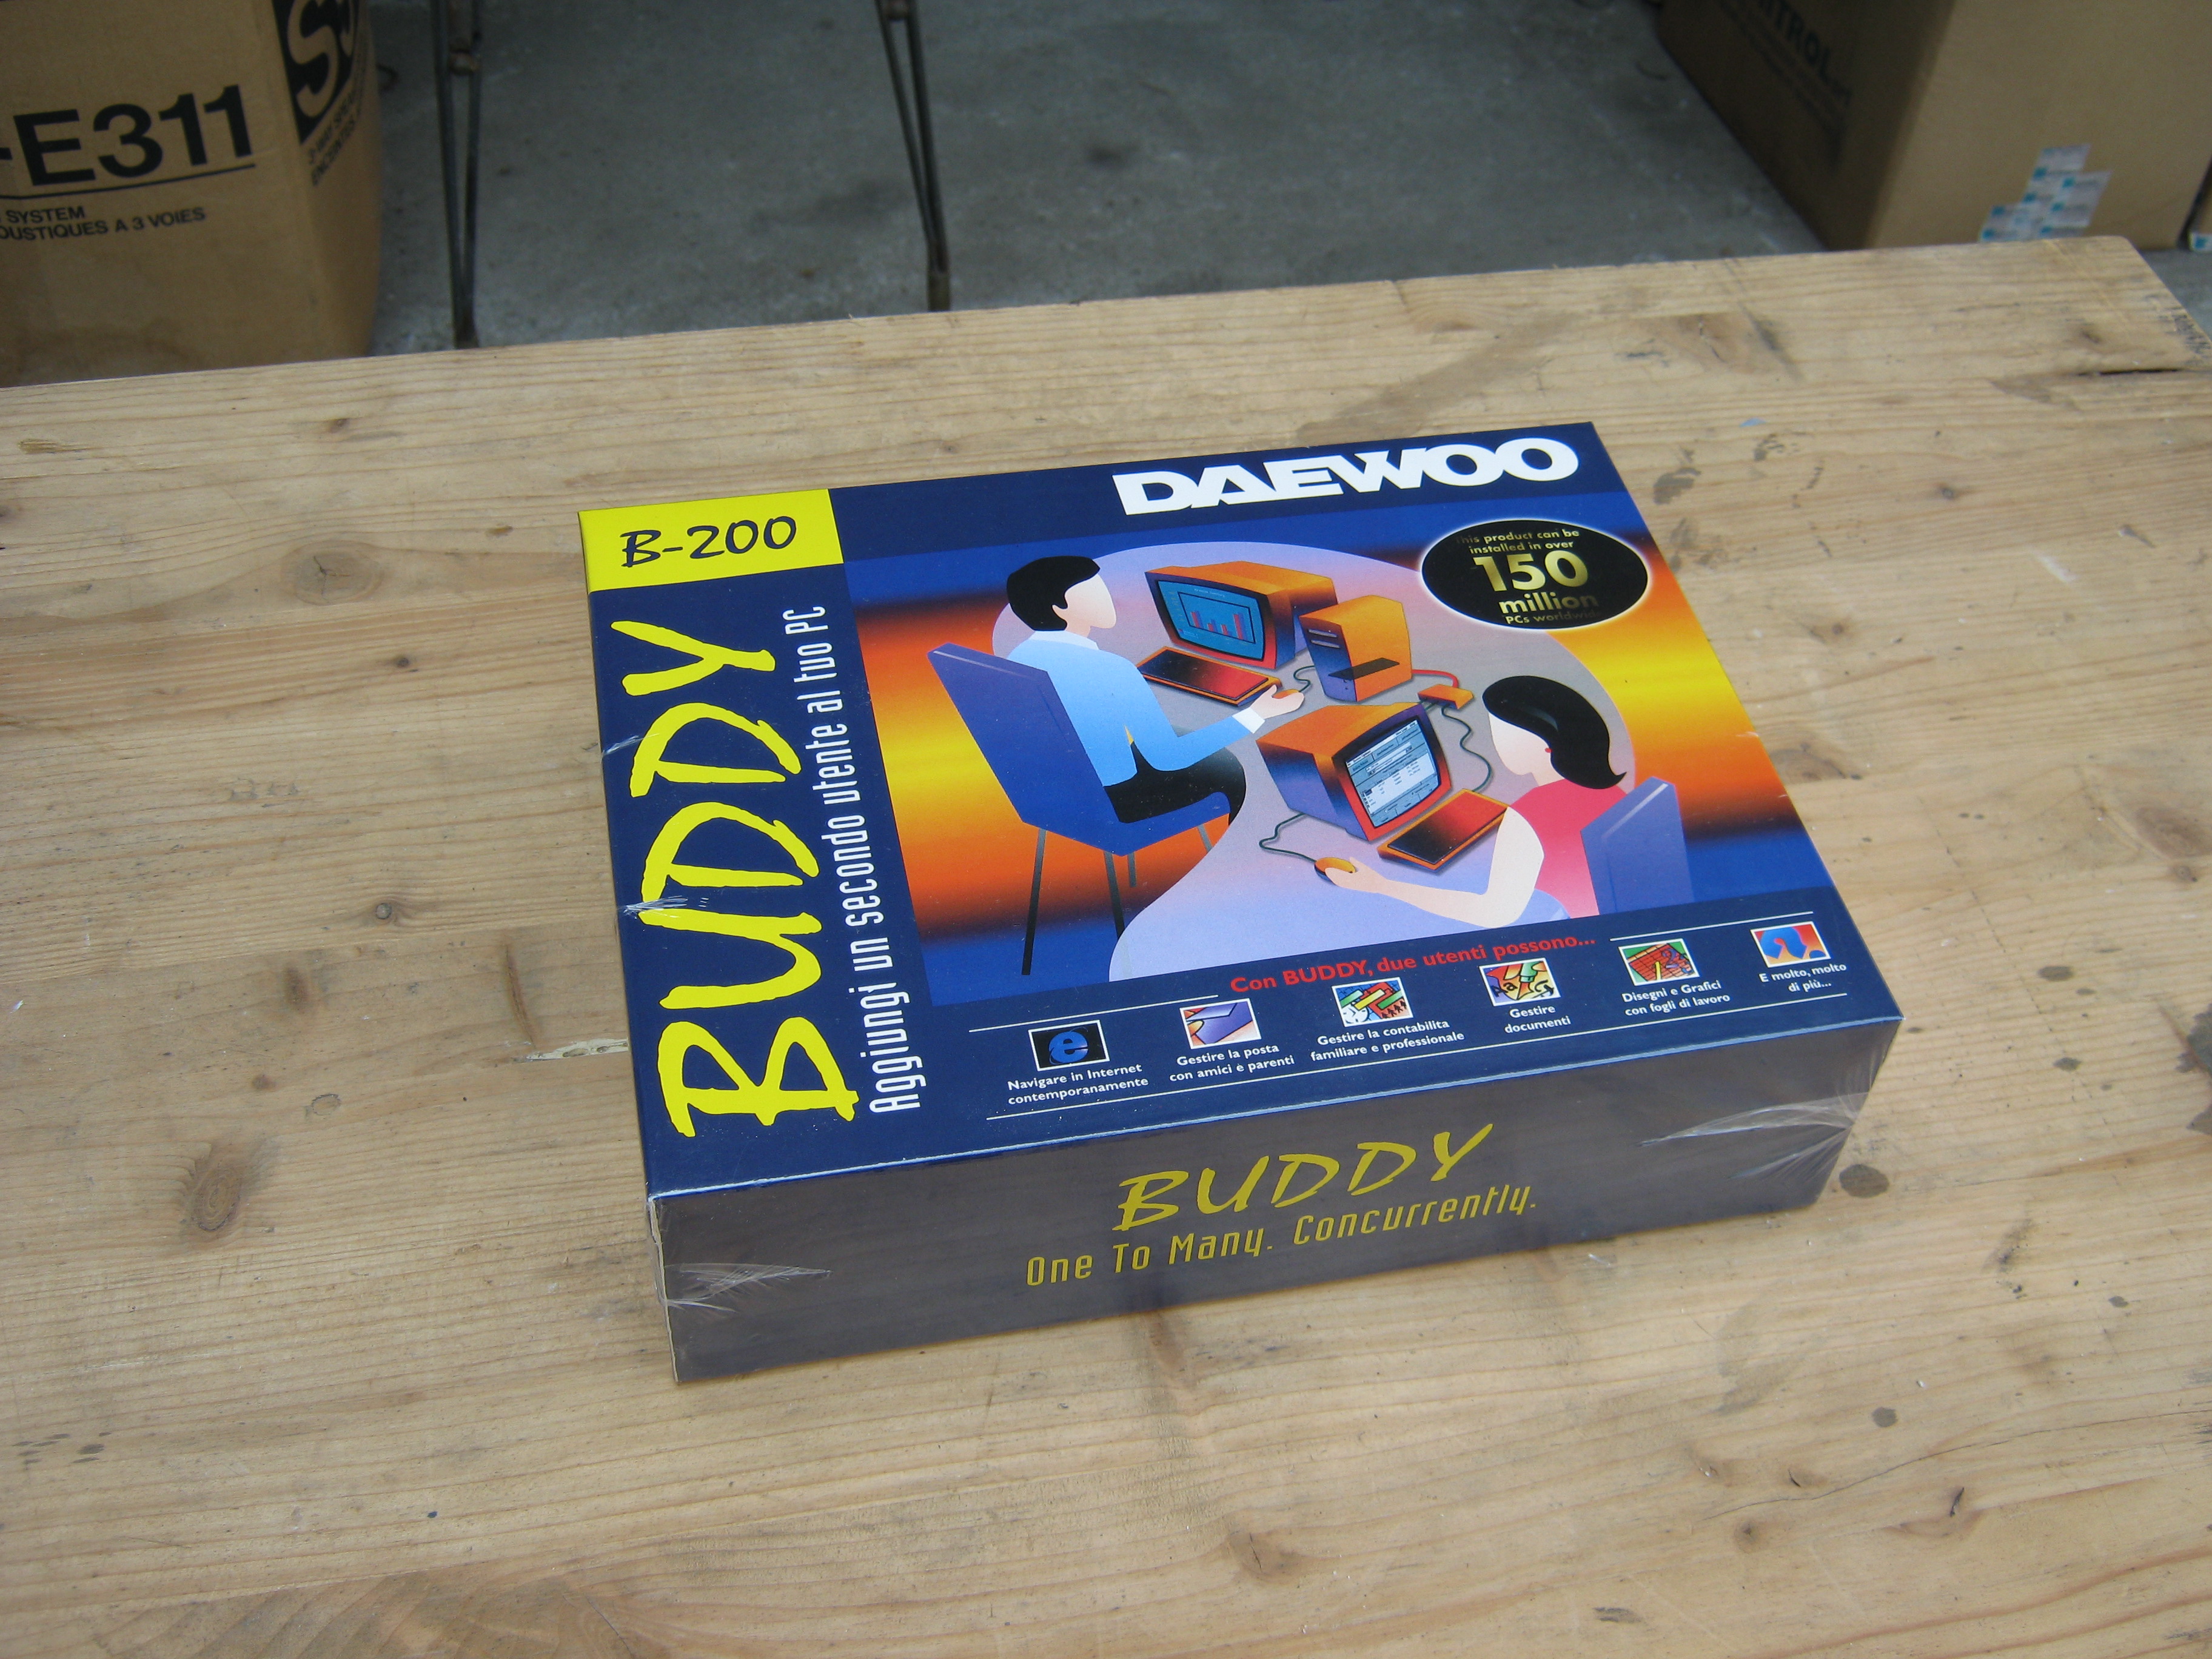 -E311
SYSTEM
OUSTIQUES A 3 VOIES
DAEWOO
B-200
BUDDY
Aggiungi un secondo utente al tuo PC
This product can be
installed in over
150
million
PCs worldwide
Con BUDDY, due utenti possono...
Navigare in Internet
contemporanamente
Gestire la posta
con amici e parenti
Gestire la contabilita
familiare e professionale
Gestire
documenti
Disegni e Grafici
con fogli di lavoro
E molto, molto
di più...
BUDDY
One To Many. Concurrently.